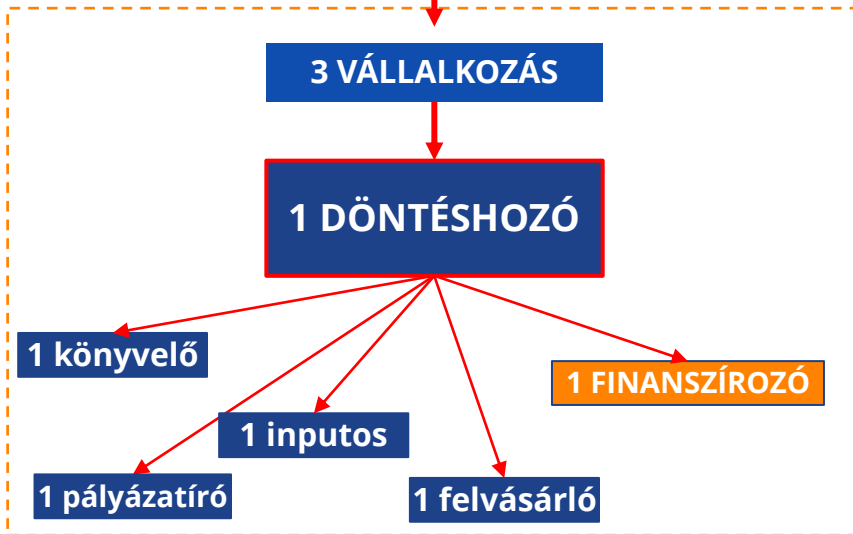 3 VÁLLALKOZÁS
1 DÖNTÉSHOZÓ
1 könyvelő
1 FINANSZÍROZÓ
1 inputos
1 pályázatíró
1 felvásárló